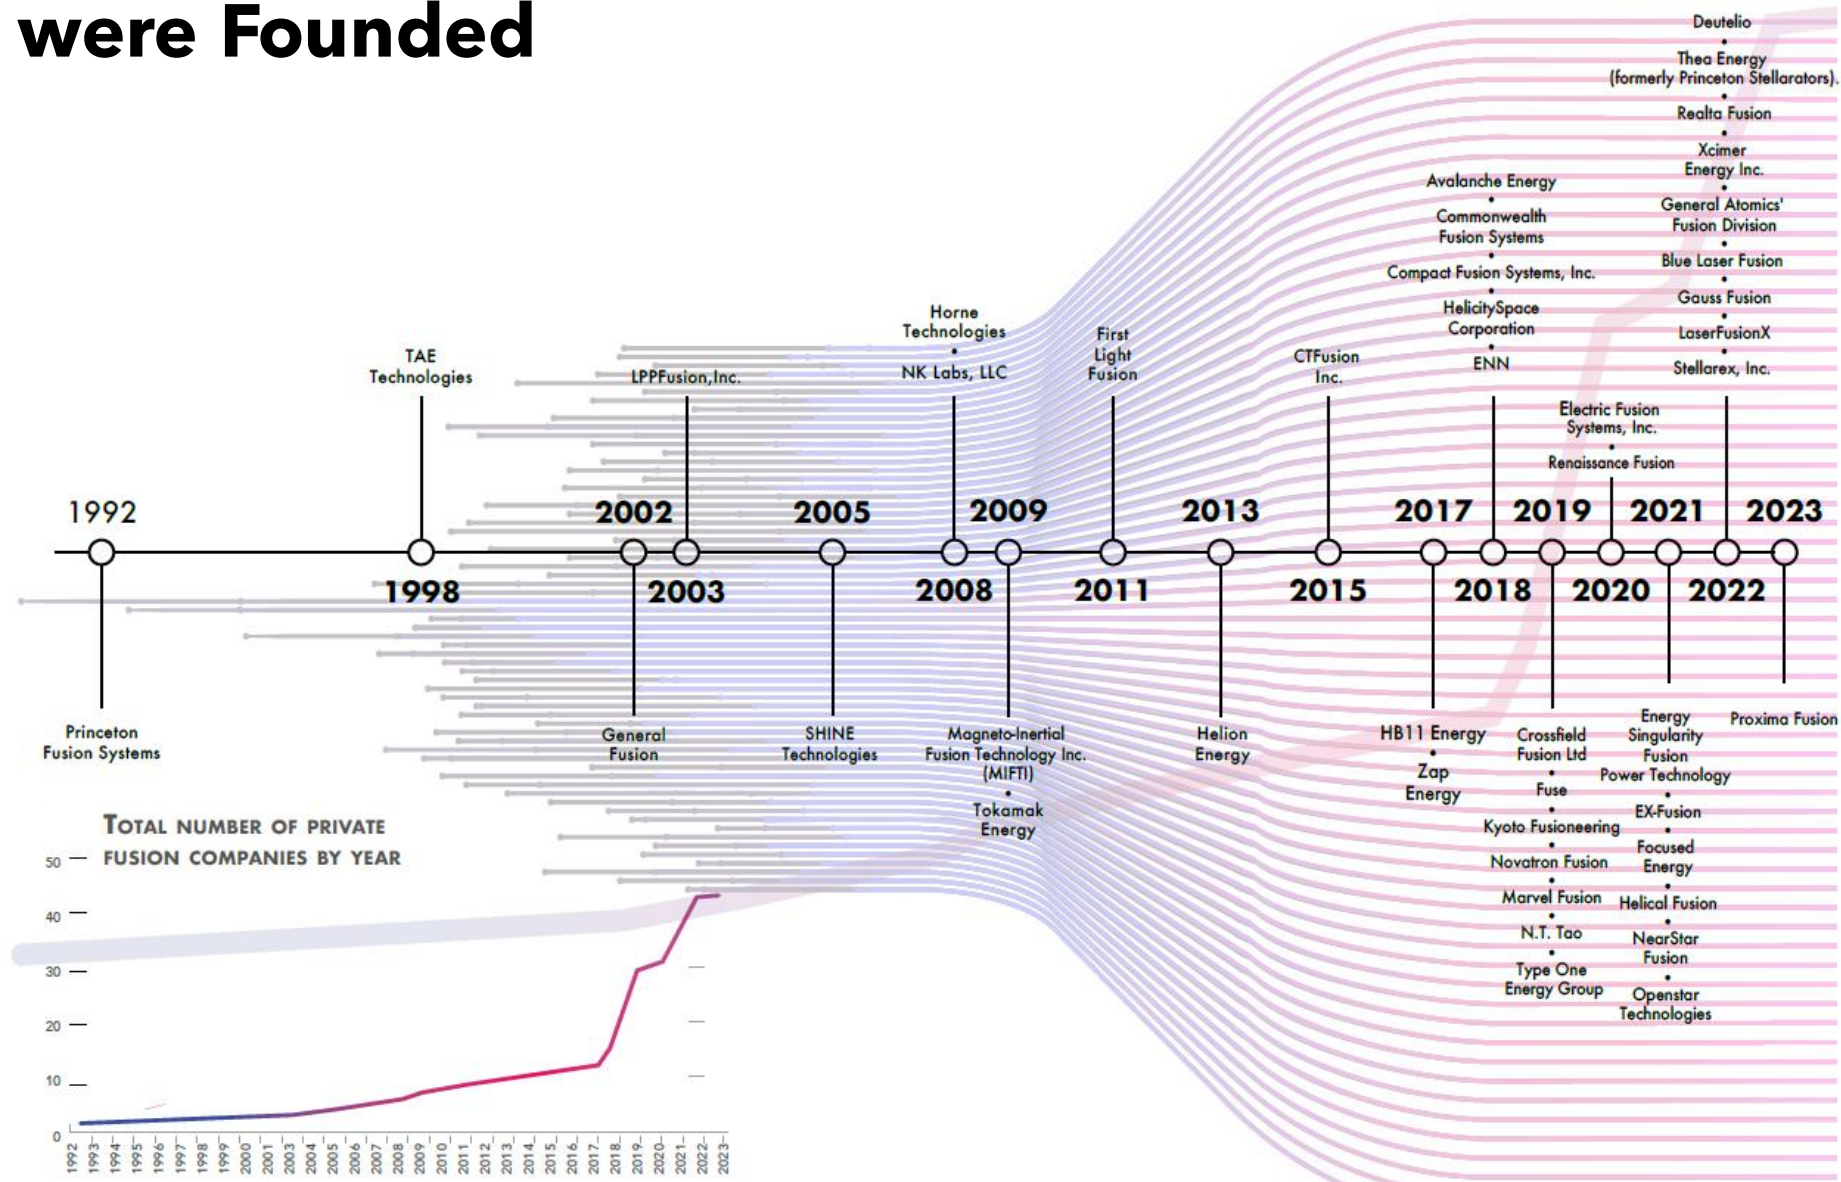 were Founded
Deutelio
•
Thea Energy
(formerly Princeton Stellarators).
•
Realta Fusion
•
Xcimer
Energy Inc.
•
General Atomics'
Fusion Division
•
Blue Laser Fusion
•
Gauss Fusion
•
LaserFusionX
•
Stellarex, Inc.
Avalanche Energy
•
Commonwealth
Fusion Systems
•
Compact Fusion Systems, Inc.
•
HelicitySpace
Corporation
•
ENN
Horne
Technologies
•
NK Labs, LLC
First
Light
Fusion
TAE
Technologies
LPPFusion,Inc.
CTFusion
Inc.
Electric Fusion
Systems, Inc.
•
Renaissance Fusion
1992
2002
2005
2009
2013
2017
2019
2021
2023
1998
2003
2008
2011
2015
2018
2020
2022
Princeton
Fusion Systems
General
Fusion
SHINE
Technologies
Magneto-Inertial
Fusion Technology Inc.
(MIFTI)
•
Tokamak
Energy
Helion
Energy
HB11 Energy
•
Zap
Energy
Crossfield
Fusion Ltd
•
Fuse
•
Kyoto Fusioneering
•
Novatron Fusion
•
Marvel Fusion
•
N.T. Tao
•
Type One
Energy Group
Energy
Singularity
Fusion
Power Technology
•
EX-Fusion
•
Focused
Energy
•
Helical Fusion
•
NearStar
Fusion
•
Openstar
Technologies
Proxima Fusion
TOTAL NUMBER OF PRIVATE
FUSION COMPANIES BY YEAR
50
40
30
20
10
0
1992
1993
1994
1995
1996
1997
1998
1999
2000
2001
2003
2004
2005
2006
2007
2008
2009
2010
2011
2012
2013
2014
2015
2016
2017
2018
2019
2020
2021
2022
2023